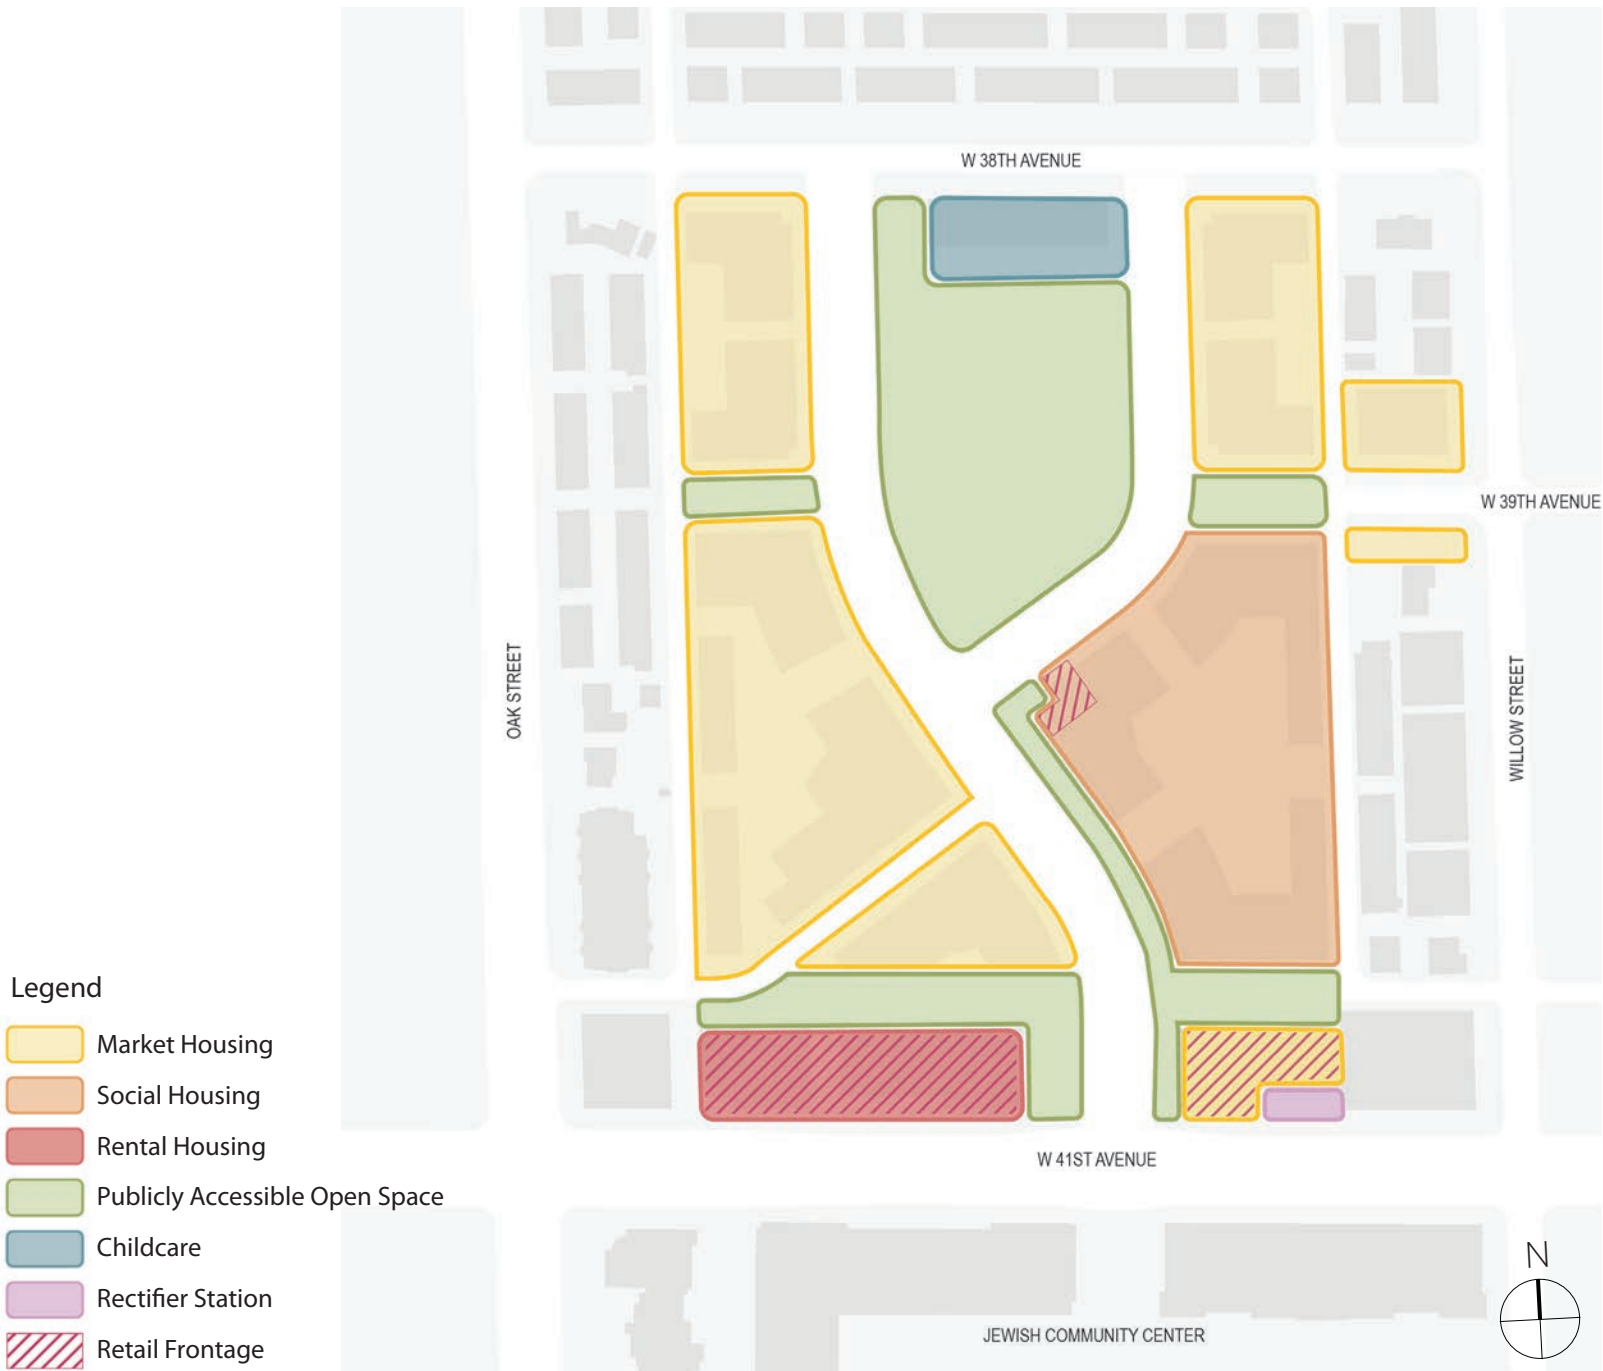 W 38TH AVENUE
W 39TH AVENUE
OAK STREET
WILLOW STREET
Legend
Market Housing
Social Housing
Rental Housing
W 41ST AVENUE
Publicly Accessible Open Space
Childcare
N
Rectifier Station
JEWISH COMMUNITY CENTER
Retail Frontage